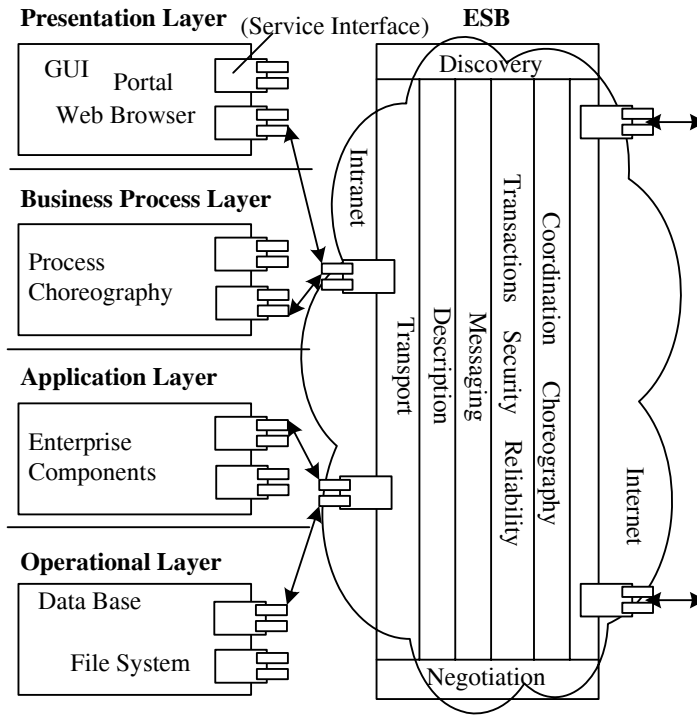 Presentation Layer
(Service Interface)
GUI
Portal
Web Browser
Business Process Layer
Process
Choreography
Application Layer
Enterprise
Components
Operational Layer
Data Base
File System
ESB
Discovery
Intranet
Transport
Description
Messaging
Transactions Security Reliability
Coordination Choreography
Internet
Negotiation